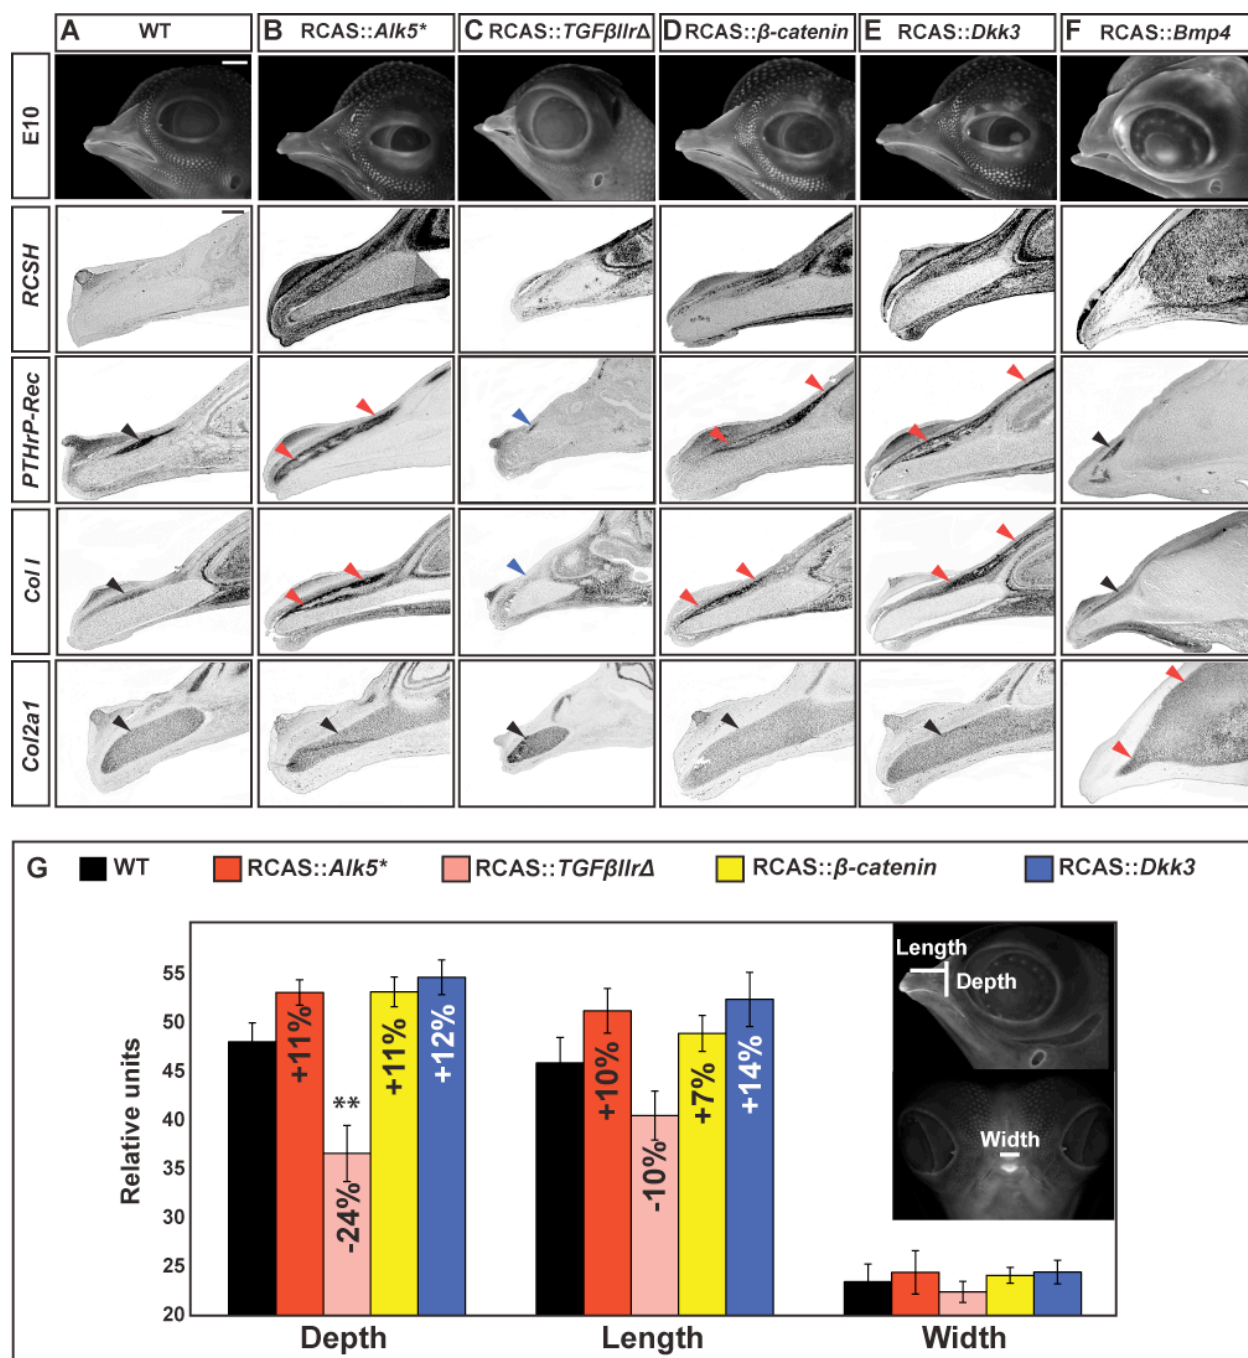 A WT
B RCAS::Alk5*
C RCAS::TGFβIIrΔ
D RCAS::β-catenin
E RCAS::Dkk3
F RCAS::Bmp4
E10
RCSH
PTHrP-Rec
Col I
Col2a1
G WT RCAS::Alk5* RCAS::TGFβIIrΔ RCAS::β-catenin RCAS::Dkk3
Relative units
55
50
45
40
35
30
25
20
+11%
**
-24%
+11%
+12%
+10%
-10%
+7%
+14%
Length
Depth
Width
Depth Length Width